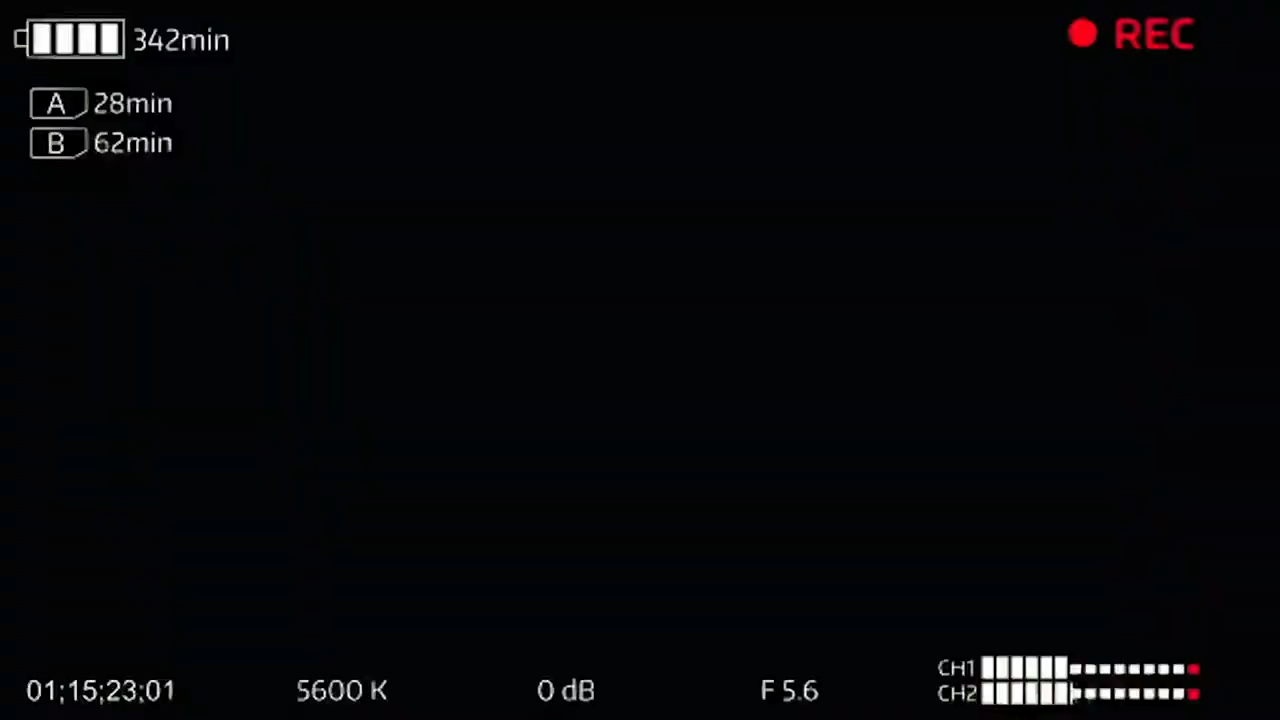 342min
REC
A 28min
B 62min
CH1
01;15;23;01 5600 K 0 dB F 5.6
CH2